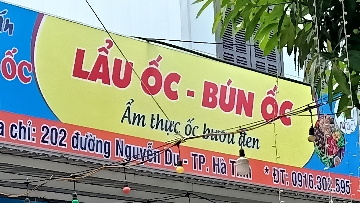 ỐC
LẨU ỐC - BÚN ỐC
Ẩm thực ốc bươu đen
chỉ: 202 đường Nguyễn Du - TP. Hà
ĐT: 0916.302.595